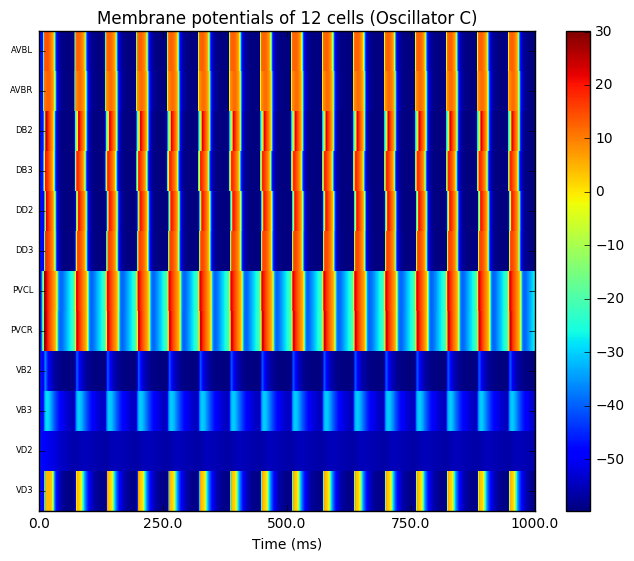 Membrane potentials of 12 cells (Oscillator C)
AVBL
AVBR
DB2
DB3
DD2
DD3
PVCL
PVCR
VB2
VB3
VD2
VD3
0.0 250.0 500.0 750.0 1000.0
Time (ms)
30
20
10
0
−10
−20
−30
−40
−50